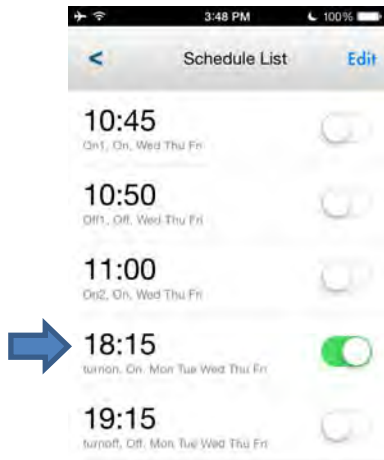 3:48 PM 100%
< Schedule List Edit
10:45
On1, On, Wed Thu Fri
10:50
Off1, Off, Wed Thu Fri
11:00
On2, On, Wed Thu Fri
18:15
turnon, On, Mon Tue Wed Thu Fri
19:15
turnoff, Off, Mon Tue Wed Thu Fri